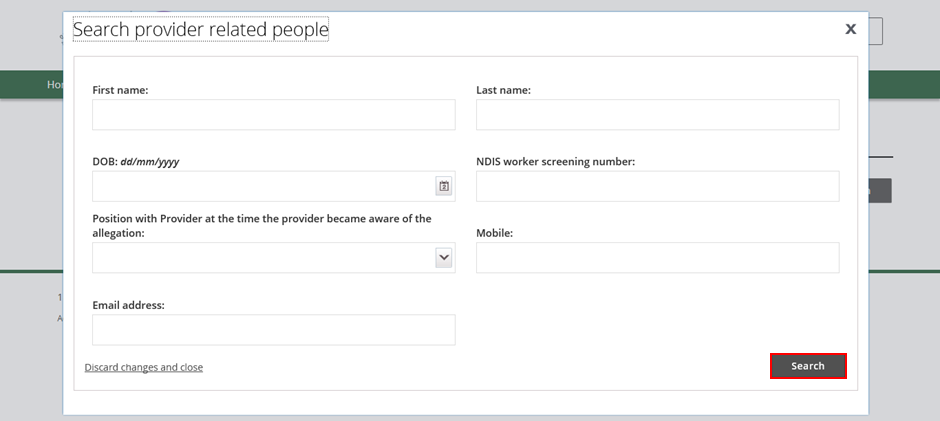 Search provider related people
X
First name:
Last name:
DOB: dd/mm/yyyy
NDIS worker screening number:
Position with Provider at the time the provider became aware of the
allegation:
Mobile:
Email address:
Discard changes and close
Search